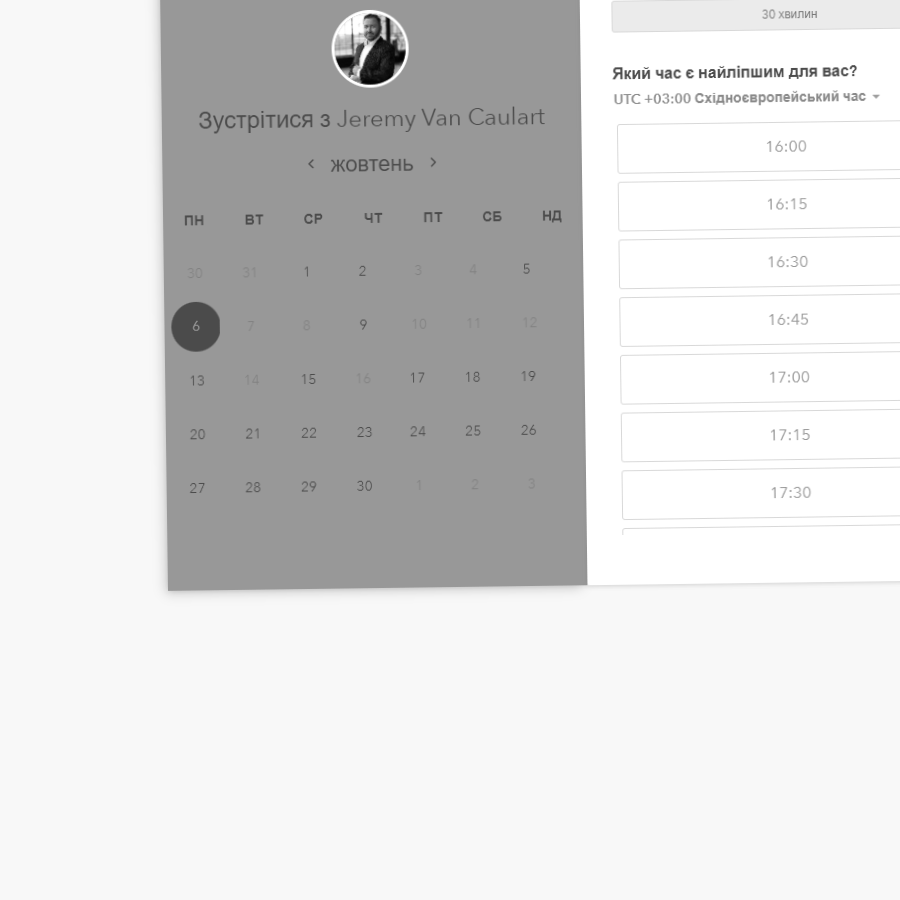 Зустрітися з Jeremy Van Caulart
‹ жовтень ›
ПН ВТ СР ЧТ ПТ СБ НД
30 31 1 2 3 4 5
6 7 8 9 10 11 12
13 14 15 16 17 18 19
20 21 22 23 24 25 26
27 28 29 30 1 2 3
30 хвилин
Який час є найліпшим для вас?
UTC +03:00 Східноєвропейський час
16:00
16:15
16:30
16:45
17:00
17:15
17:30